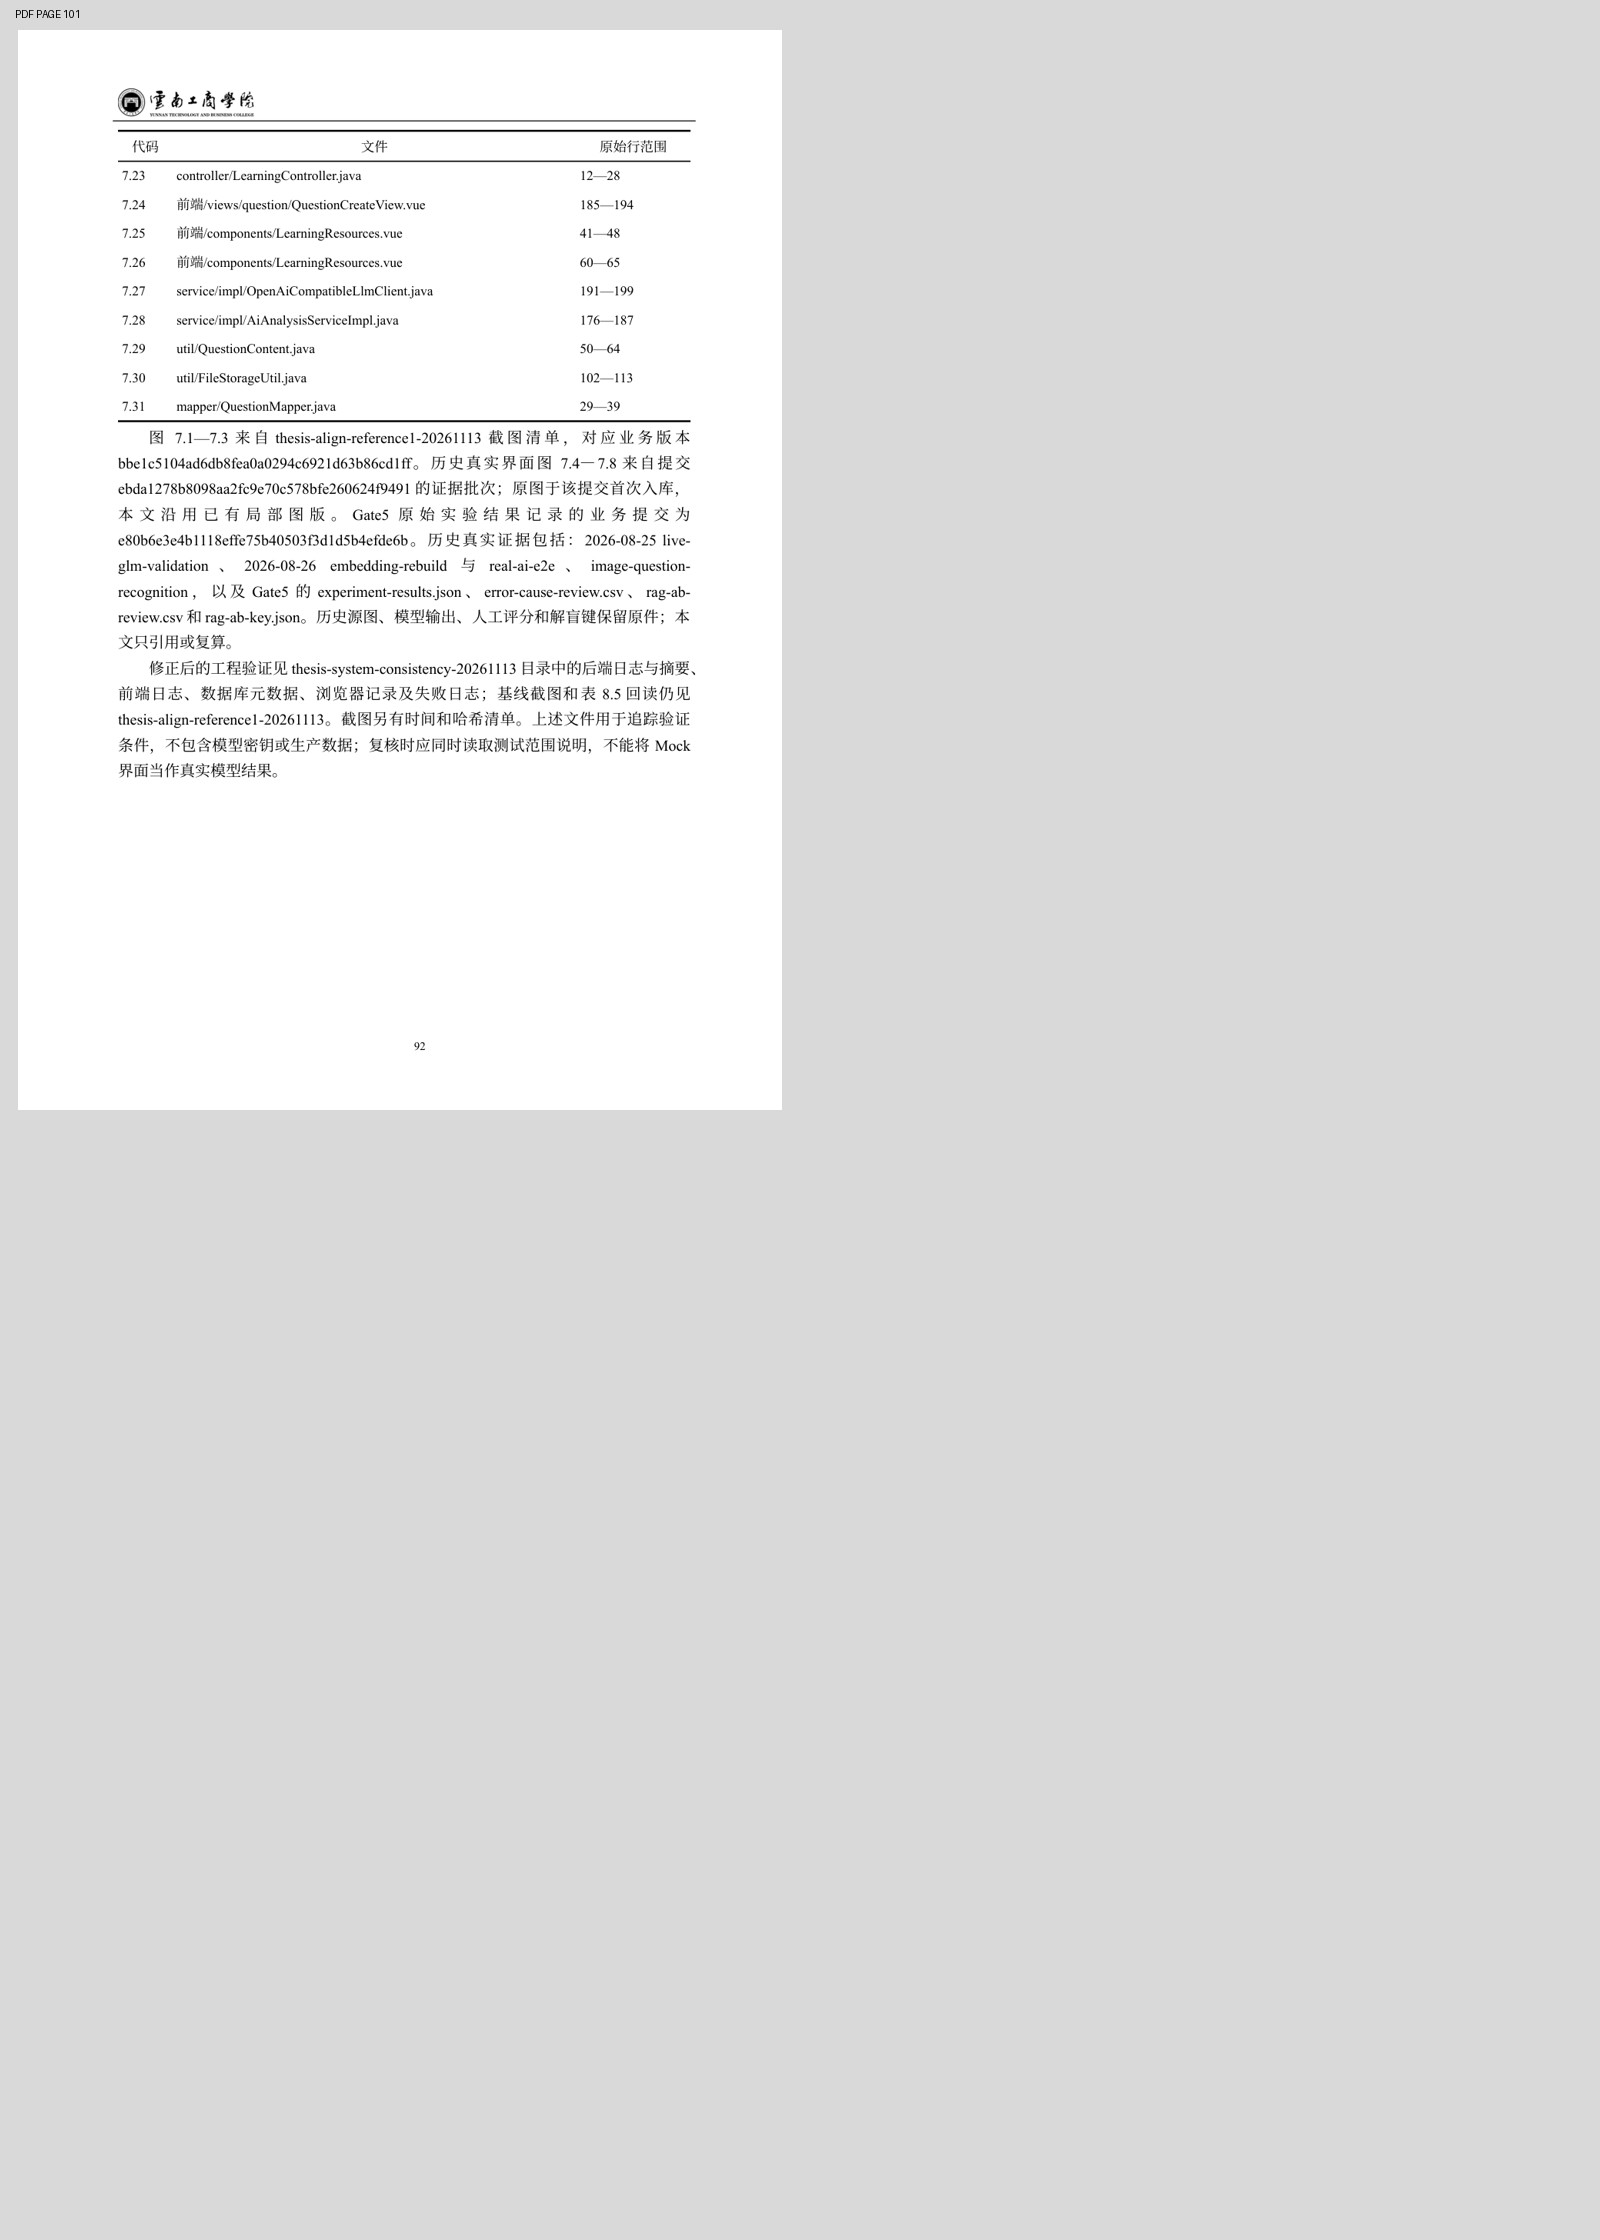 PDF PAGE 101
雲南工商學院
YUNNAN TECHNOLOGY AND BUSINESS COLLEGE
代码 文件 原始行范围
7.23 controller/LearningController.java 12—28
7.24 前端/views/question/QuestionCreateView.vue 185—194
7.25 前端/components/LearningResources.vue 41—48
7.26 前端/components/LearningResources.vue 60—65
7.27 service/impl/OpenAiCompatibleLlmClient.java 191—199
7.28 service/impl/AiAnalysisServiceImpl.java 176—187
7.29 util/QuestionContent.java 50—64
7.30 util/FileStorageUtil.java 102—113
7.31 mapper/QuestionMapper.java 29—39
图 7.1—7.3 来自 thesis-align-reference1-20261113 截图清单，对应业务版本
bbe1c5104ad6db8fea0a0294c6921d63b86cd1ff。历史真实界面图 7.4—7.8 来自提交
ebda1278b8098aa2fc9e70c578bfe260624f9491 的证据批次；原图于该提交首次入库，
本文沿用已有局部图版。Gate5 原始实验结果记录的业务提交为
e80b6e3e4b1118effe75b40503f3d1d5b4efde6b。历史真实证据包括：2026-08-25 live-
glm-validation、2026-08-26 embedding-rebuild 与 real-ai-e2e、image-question-
recognition，以及 Gate5 的 experiment-results.json、error-cause-review.csv、rag-ab-
review.csv 和 rag-ab-key.json。历史源图、模型输出、人工评分和解盲键保留原件；本
文只引用或复算。
修正后的工程验证见 thesis-system-consistency-20261113 目录中的后端日志与摘要、
前端日志、数据库元数据、浏览器记录及失败日志；基线截图和表 8.5 回读仍见
thesis-align-reference1-20261113。截图另有时间和哈希清单。上述文件用于追踪验证
条件，不包含模型密钥或生产数据；复核时应同时读取测试范围说明，不能将 Mock
界面当作真实模型结果。
92